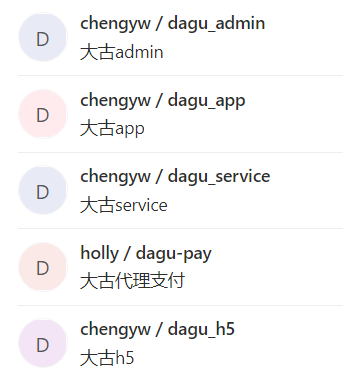 D
chengyw / dagu_admin
大古admin
D
chengyw / dagu_app
大古app
D
chengyw / dagu_service
大古service
D
holly / dagu-pay
大古代理支付
D
chengyw / dagu_h5
大古h5